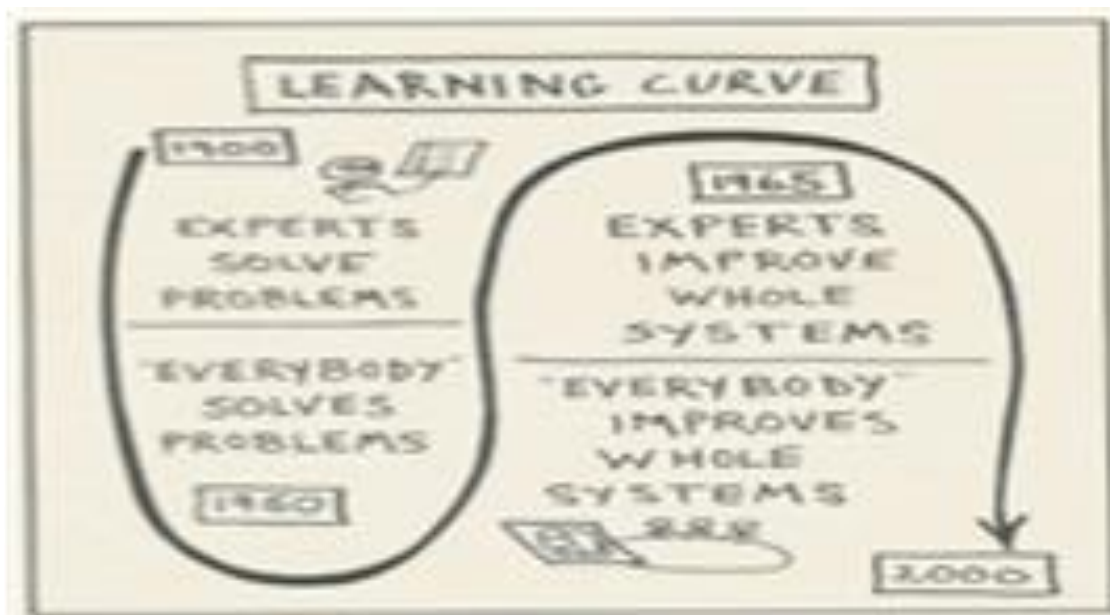 LEARNING CURVE
1900
EXPERTS
SOLVE
PROBLEMS
"EVERYBODY"
SOLVES
PROBLEMS
1965
EXPERTS
IMPROVE
WHOLE
SYSTEMS
"EVERYBODY"
IMPROVES
WHOLE
SYSTEMS
2000